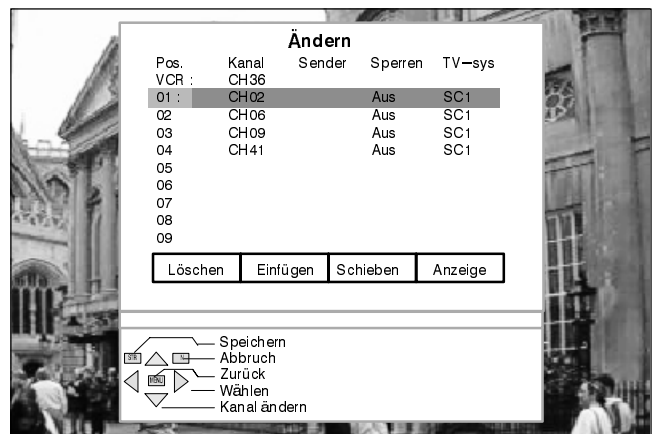 Ändern
Pos. Kanal Sender Sperren TV-sys
VCR : CH36
01 : CH02 Aus SC1
02 CH06 Aus SC1
03 CH09 Aus SC1
04 CH41 Aus SC1
05
06
07
08
09
Löschen Einfügen Schieben Anzeige
Speichern
STR N Abbruch
MENU Zurück
Wählen
Kanal ändern